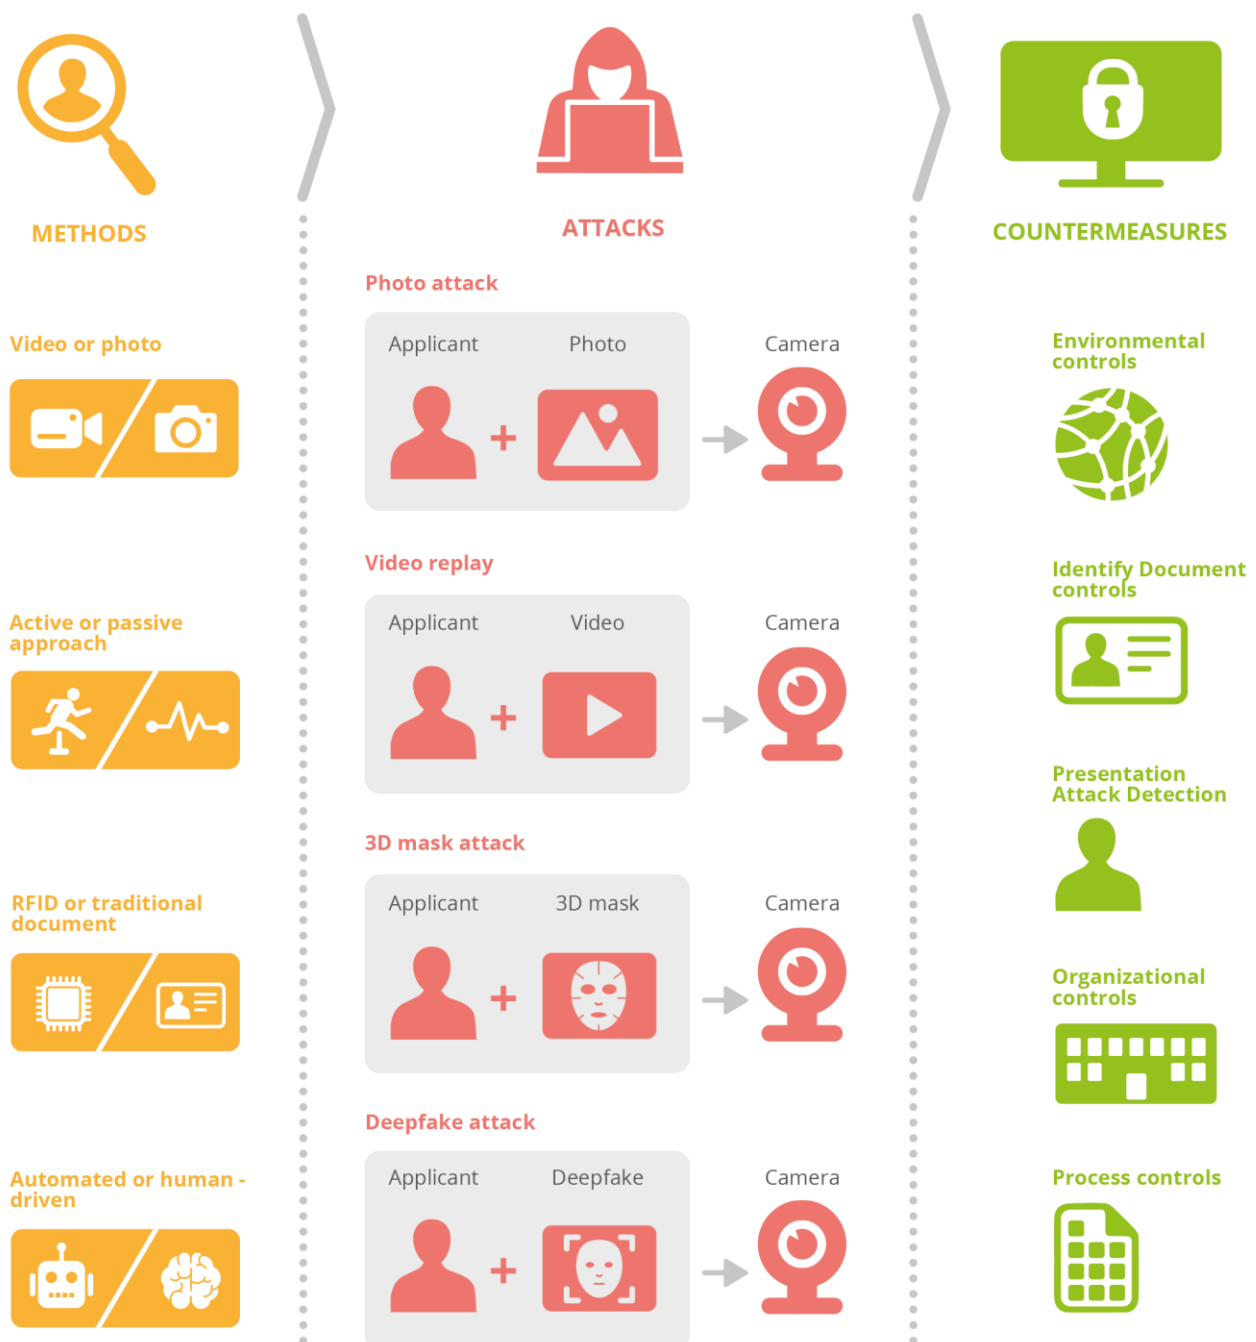 METHODS
Video or photo
Active or passive
approach
RFID or traditional
document
Automated or human -
driven
ATTACKS
Photo attack
Applicant
Photo
Camera
Video replay
Applicant
Video
Camera
3D mask attack
Applicant
3D mask
Camera
Deepfake attack
Applicant
Deepfake
Camera
COUNTERMEASURES
Environmental
controls
Identify Document
controls
Presentation
Attack Detection
Organizational
controls
Process controls